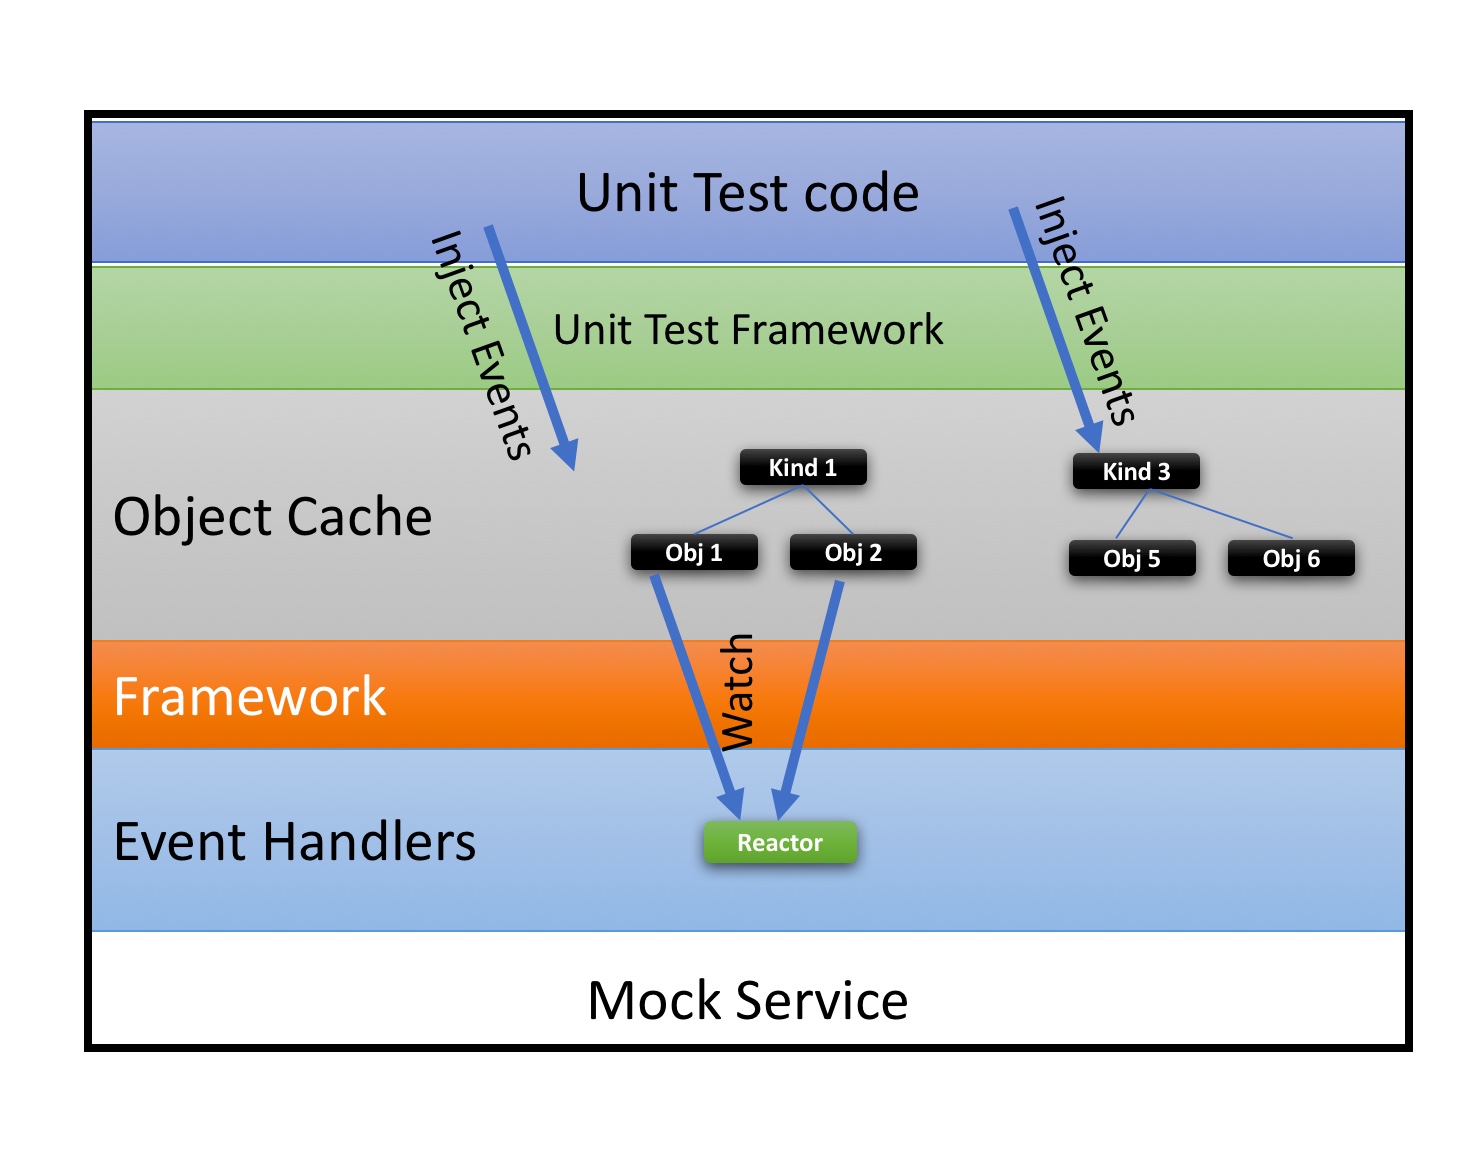 Unit Test code
Inject Events
Inject Events
Unit Test Framework
Kind 1
Kind 3
Object Cache
Obj 1
Obj 2
Obj 5
Obj 6
Watch
Framework
Event Handlers
Reactor
Mock Service